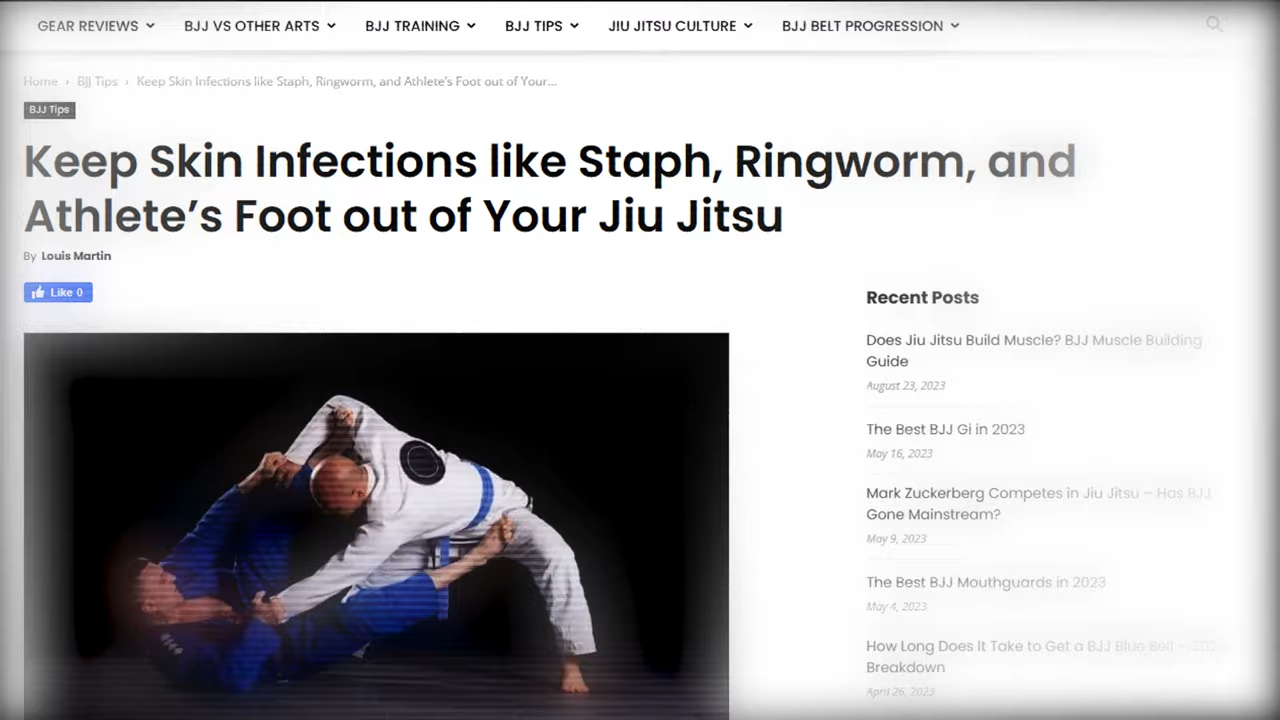 GEAR REVIEWS BJJ VS OTHER ARTS BJJ TRAINING BJJ TIPS JIU JITSU CULTURE BJJ BELT PROGRESSION
Home › BJJ Tips › Keep Skin Infections like Staph, Ringworm, and Athlete’s Foot out of Your...
BJJ Tips
Keep Skin Infections like Staph, Ringworm, and
Athlete’s Foot out of Your Jiu Jitsu
By Louis Martin
Like 0
Recent Posts
Does Jiu Jitsu Build Muscle? BJJ Muscle Building
Guide
August 23, 2023
The Best BJJ Gi in 2023
May 16, 2023
Mark Zuckerberg Competes in Jiu Jitsu – Has BJJ
Gone Mainstream?
May 9, 2023
The Best BJJ Mouthguards in 2023
May 4, 2023
How Long Does It Take to Get a BJJ Blue Belt –
Breakdown
April 26, 2023